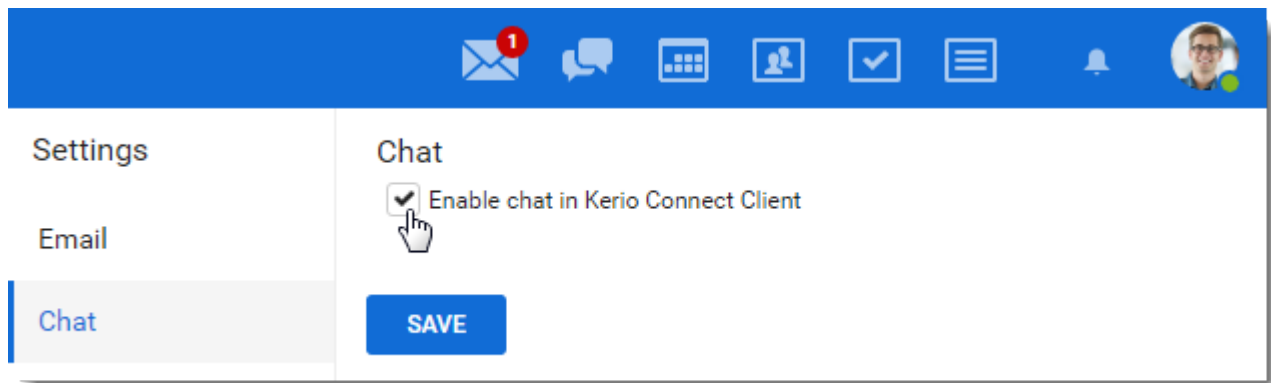 1
Settings
Chat
Enable chat in Kerio Connect Client
Email
Chat
SAVE